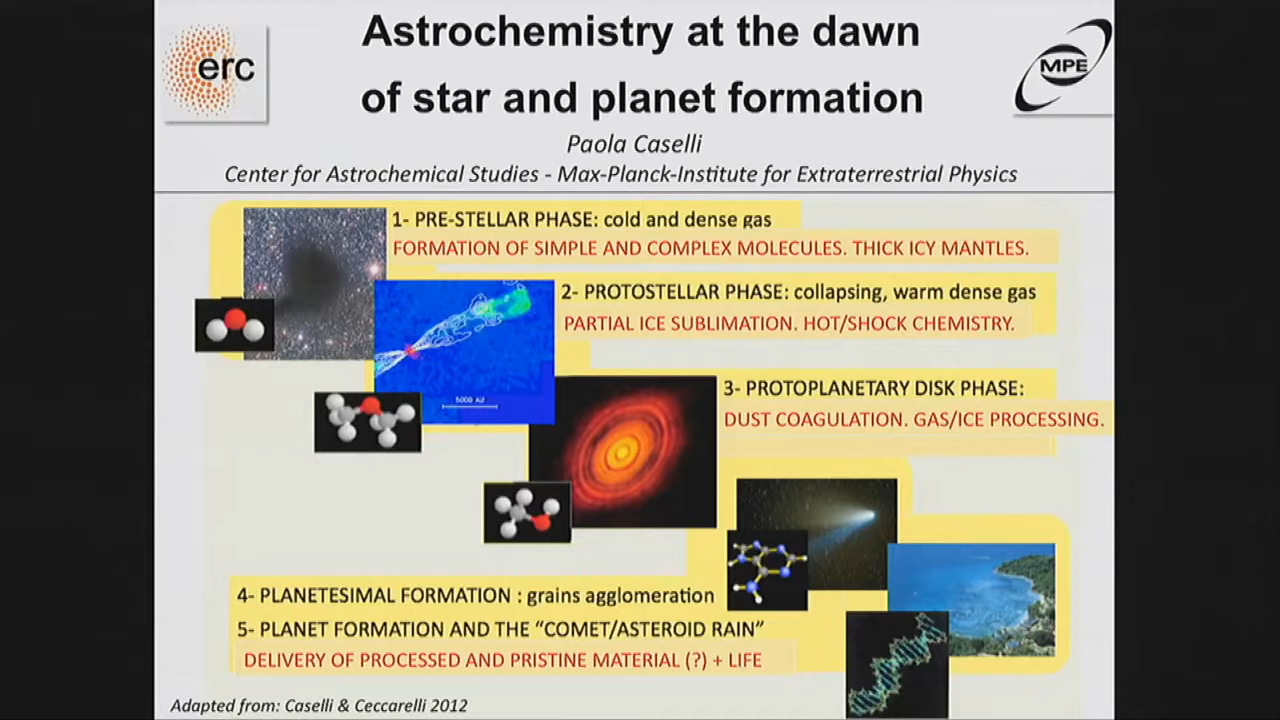 Astrochemistry at the dawn
of star and planet formation
erc
MPE
Paola Caselli
Center for Astrochemical Studies - Max-Planck-Institute for Extraterrestrial Physics
1- PRE-STELLAR PHASE: cold and dense gas
FORMATION OF SIMPLE AND COMPLEX MOLECULES. THICK ICY MANTLES.
2- PROTOSTELLAR PHASE: collapsing, warm dense gas
PARTIAL ICE SUBLIMATION. HOT/SHOCK CHEMISTRY.
5000 AU
3- PROTOPLANETARY DISK PHASE:
DUST COAGULATION. GAS/ICE PROCESSING.
4- PLANETESIMAL FORMATION : grains agglomeration
5- PLANET FORMATION AND THE “COMET/ASTEROID RAIN”
DELIVERY OF PROCESSED AND PRISTINE MATERIAL (?) + LIFE
Adapted from: Caselli & Ceccarelli 2012